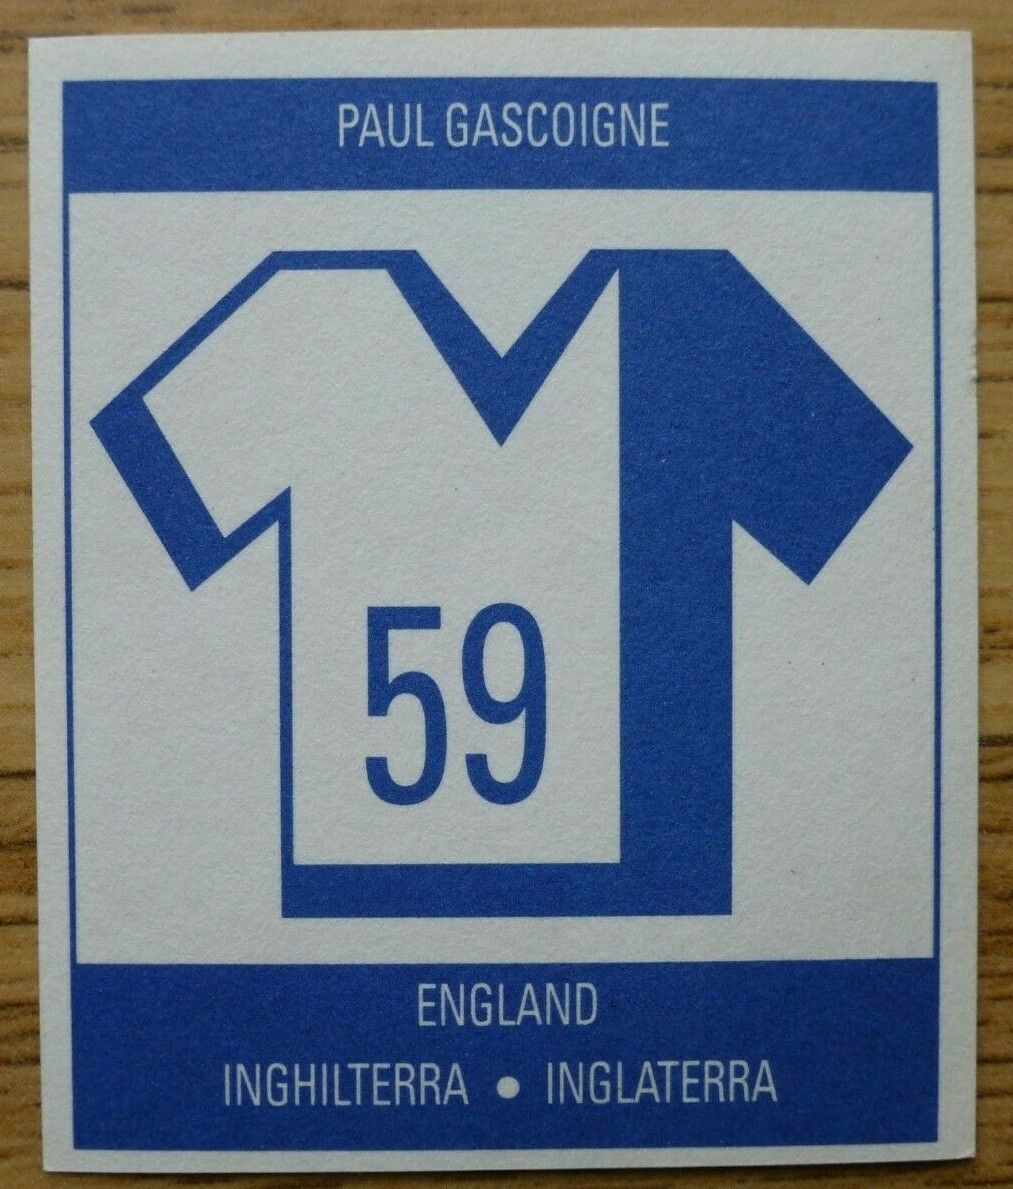 PAUL GASCOIGNE
59
ENGLAND
INGHILTERRA • INGLATERRA